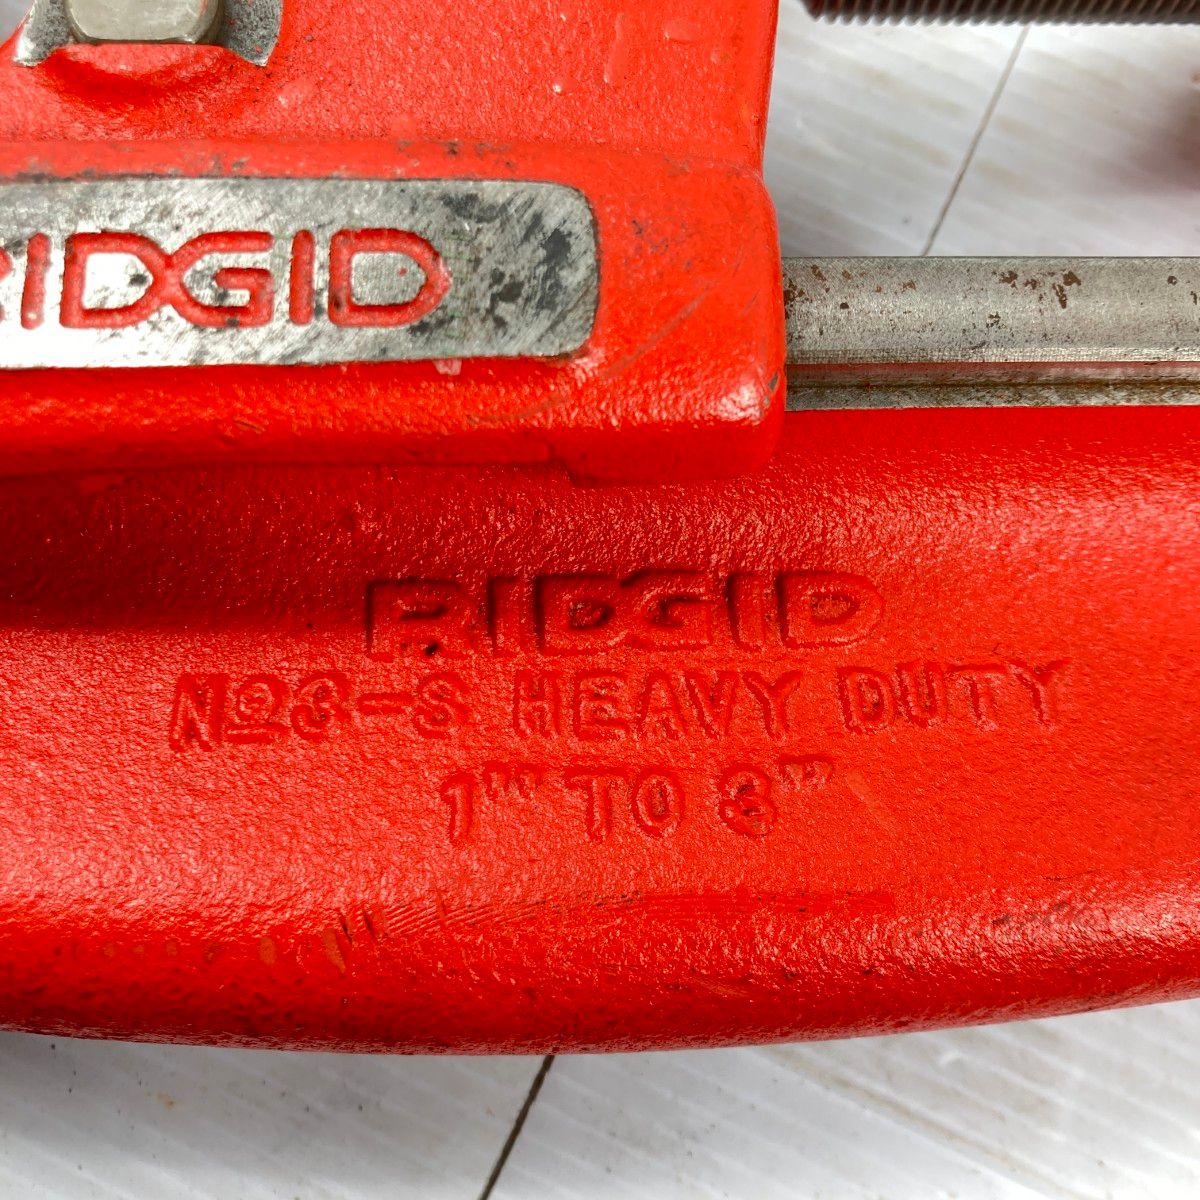 RIDGID
RIDGID
No3-S HEAVY DUTY
1" TO 3"